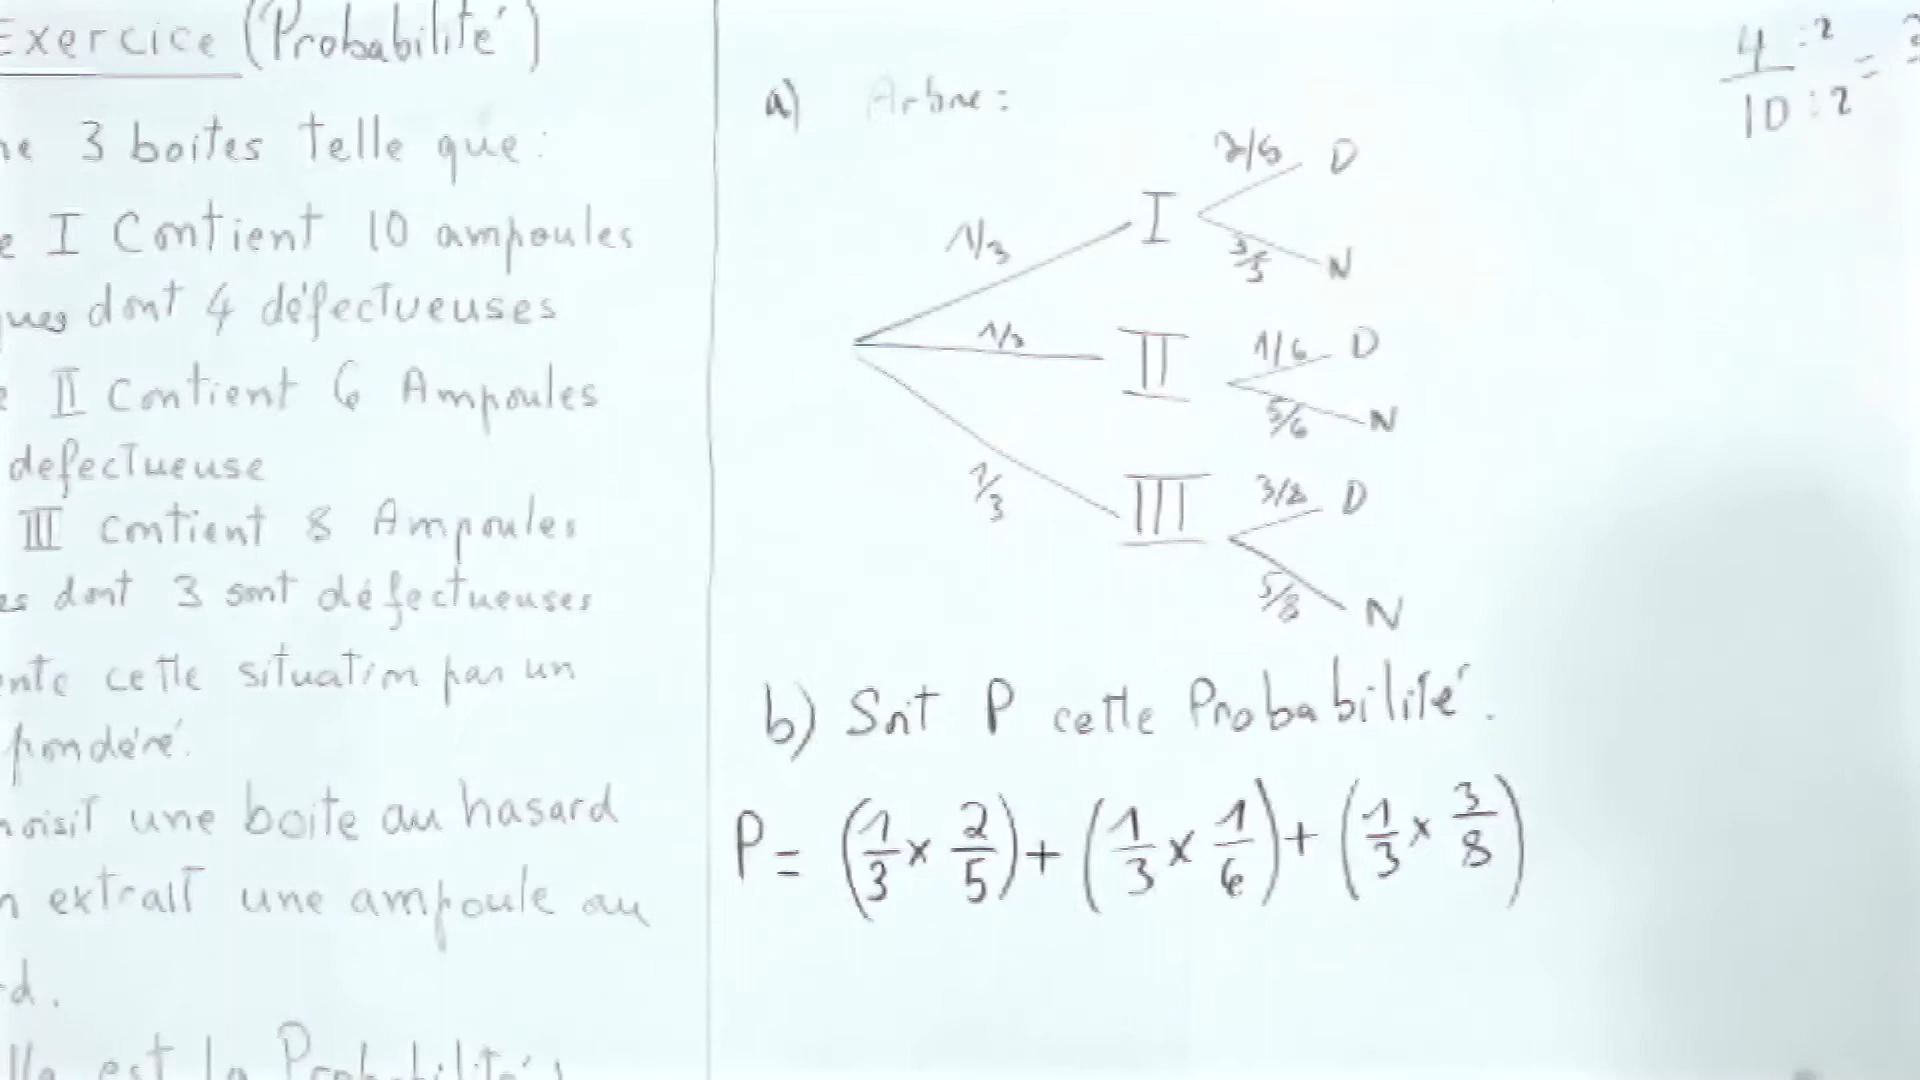 Exercice (Probabilité)
3 boites telle que:
I Contient 10 ampoules
dont 4 défectueuses
II Contient 6 Ampoules
defectueuse
III contient 8 Ampoules
dont 3 sont défectueuses
cette situation par un
pondéré.
une boite au hasard
extrait une ampoule au
d.
est la
a) Arbre:
1/3 I 2/5 D
3/5 N
1/3 II 1/6 D
5/6 N
1/3 III 3/8 D
5/8 N
b) Soit P cette Probabilité.
P = (1/3 × 2/5) + (1/3 × 1/6) + (1/3 × 3/8)
4 :2
10 :2 =